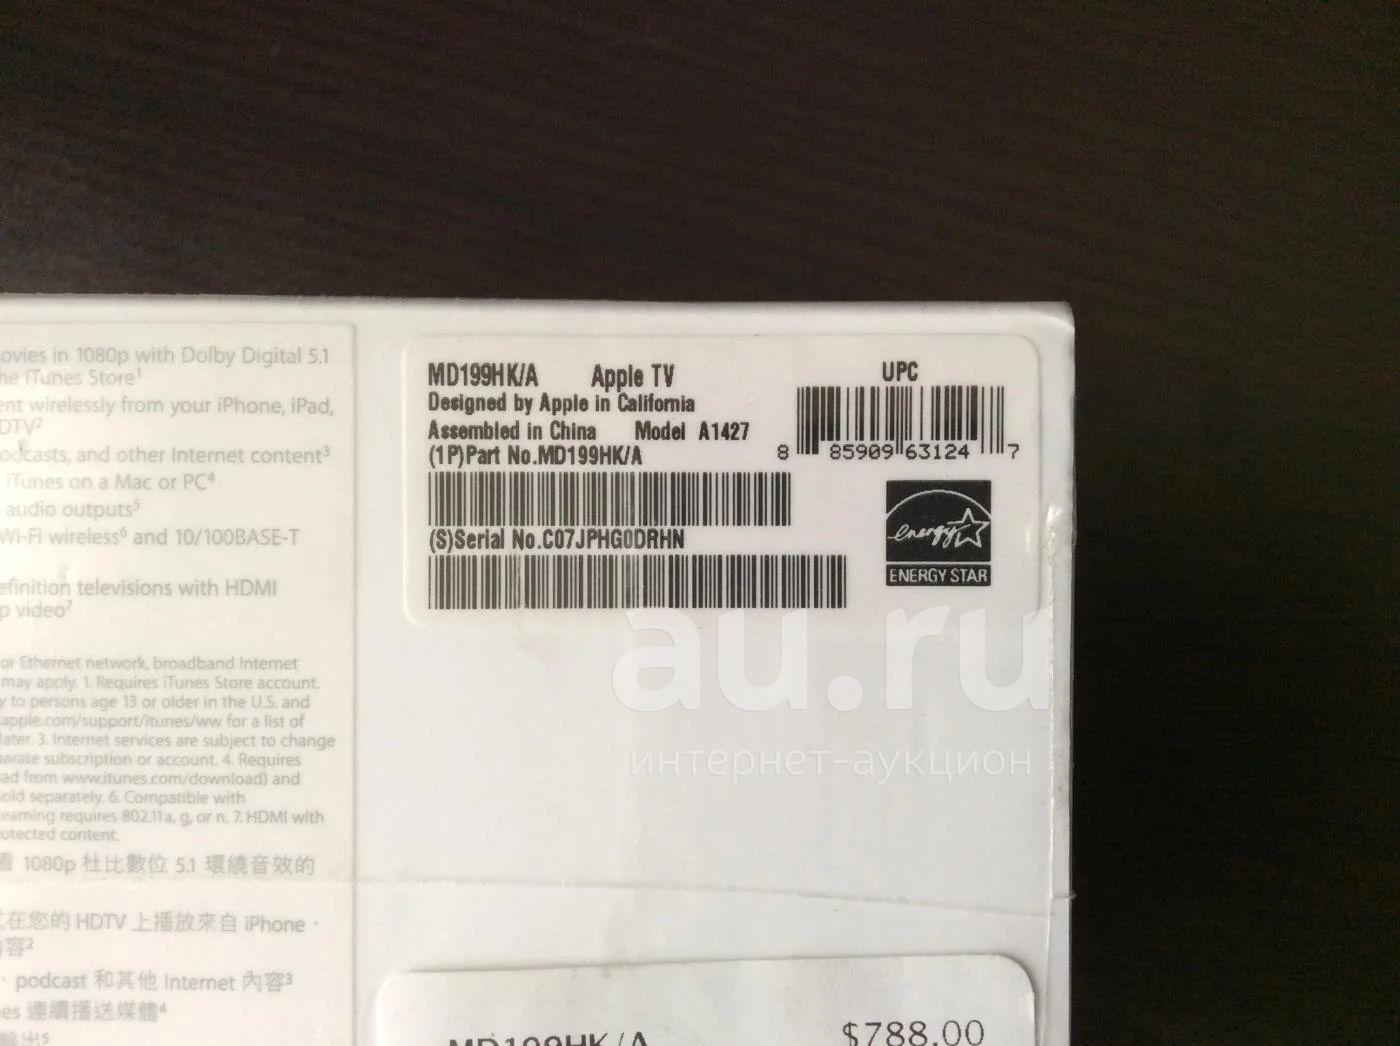 ovies in 1080p with Dolby Digital 5.1
he iTunes Store¹
ent wirelessly from your iPhone, iPad,
DTV²
odcasts, and other Internet content³
iTunes on a Mac or PC⁴
audio outputs⁵
Wi-Fi wireless⁶ and 10/100BASE-T
efinition televisions with HDMI
p video⁷
or Ethernet network, broadband Internet
may apply. 1. Requires iTunes Store account.
y to persons age 13 or older in the U.S. and
apple.com/support/itunes/ww for a list of
later. 3. Internet services are subject to change
parate subscription or account. 4. Requires
ad from www.itunes.com/download) and
sold separately. 6. Compatible with
eaming requires 802.11a, g, or n. 7. HDMI with
otected content.
看 1080p 杜比數位 5.1 環繞音效的
在您的 HDTV 上播放來自 iPhone、
容²
、podcast 和其他 Internet 內容³
es 連續播送媒體⁴
輸出⁵
MD199HK/A Apple TV
Designed by Apple in California
Assembled in China Model A1427
(1P)Part No.MD199HK/A
(S)Serial No.C07JPHG0DRHN
UPC
8 85909 63124 7
energy
ENERGY STAR
au.ru
интернет-аукцион
MD199HK/A $788.00